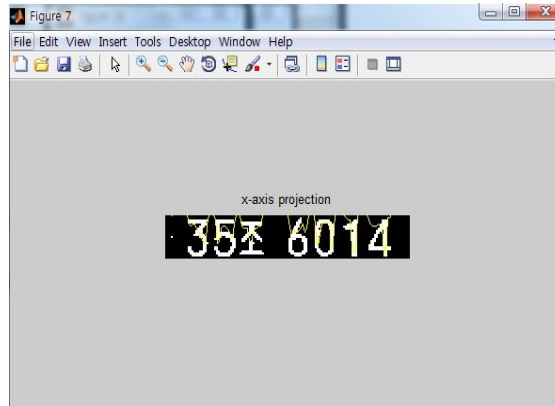 Figure 7
File Edit View Insert Tools Desktop Window Help
x-axis projection
35조 6014